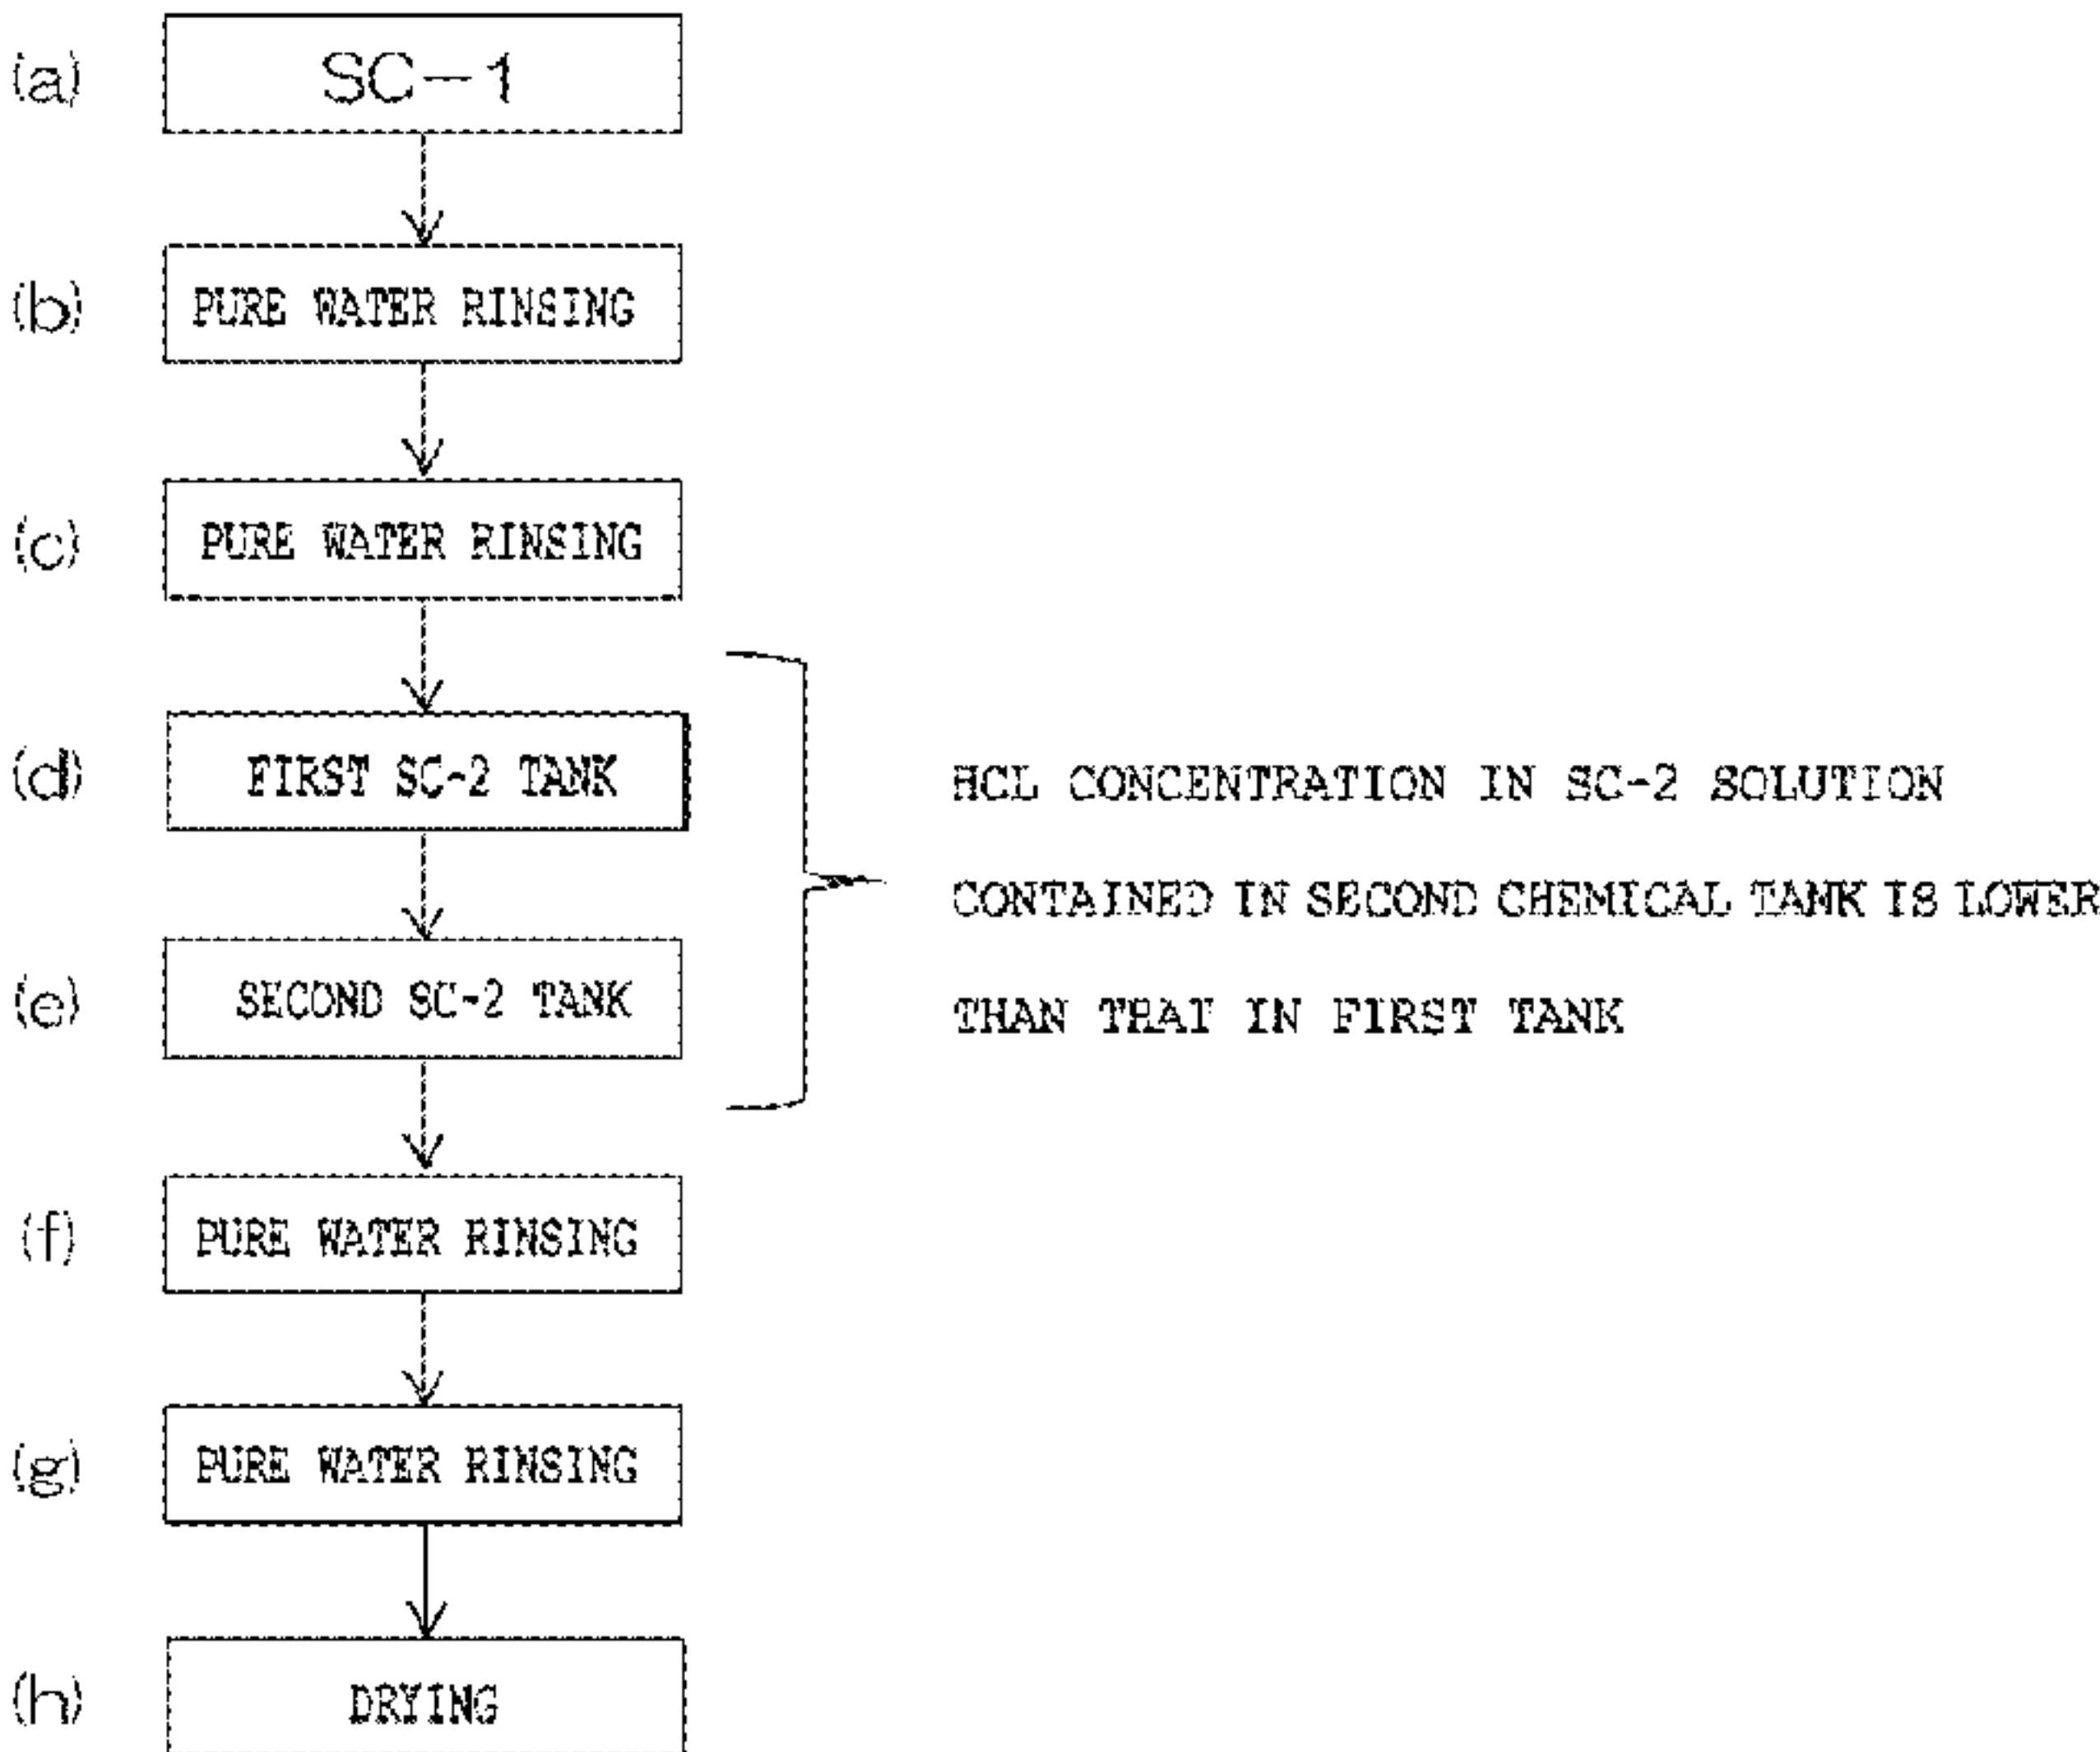 (a) SC-1
(b) PURE WATER RINSING
(c) PURE WATER RINSING
(d) FIRST SC-2 TANK
(e) SECOND SC-2 TANK
HCL CONCENTRATION IN SC-2 SOLUTION
CONTAINED IN SECOND CHEMICAL TANK IS LOWER
THAN THAT IN FIRST TANK
(f) PURE WATER RINSING
(g) PURE WATER RINSING
(h) DRYING